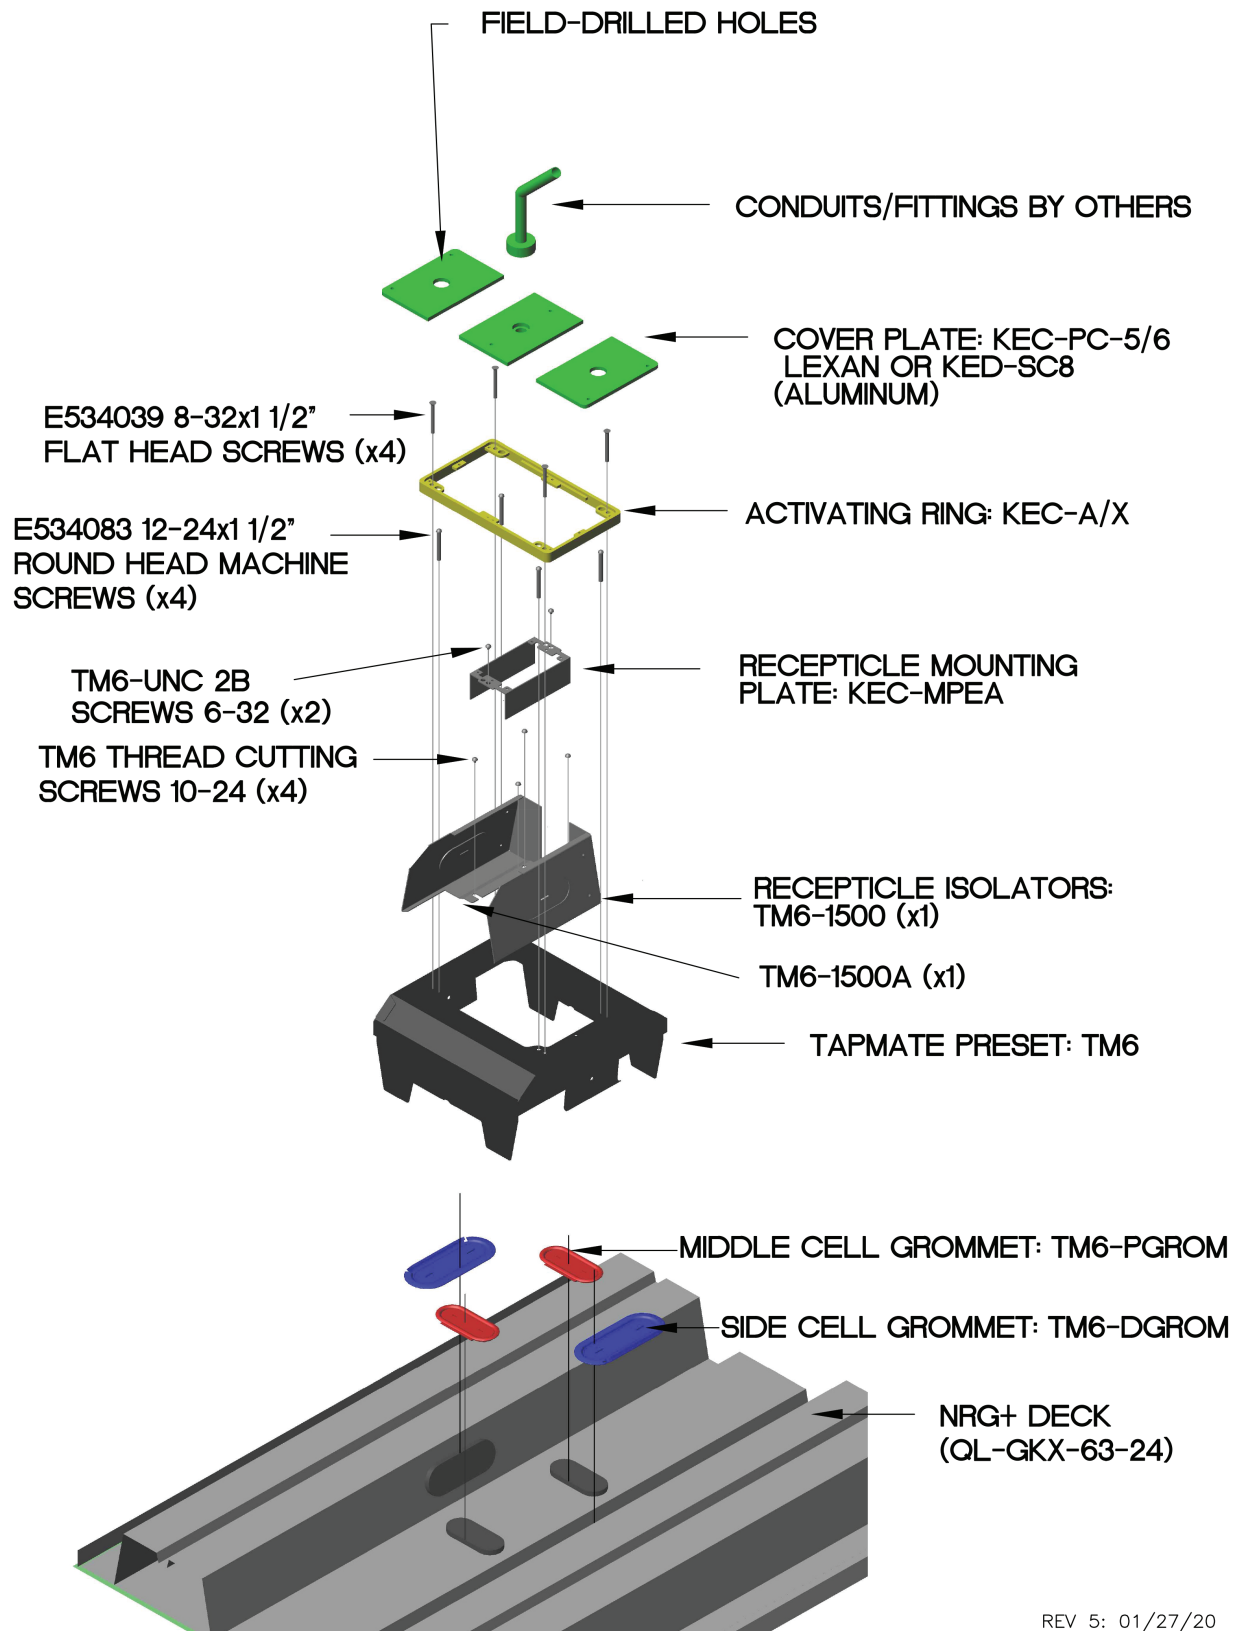 FIELD-DRILLED HOLES
CONDUITS/FITTINGS BY OTHERS
COVER PLATE: KEC-PC-5/6
LEXAN OR KED-SC8
(ALUMINUM)
E534039 8-32x1 1/2"
FLAT HEAD SCREWS (x4)
ACTIVATING RING: KEC-A/X
E534083 12-24x1 1/2"
ROUND HEAD MACHINE
SCREWS (x4)
RECEPTICLE MOUNTING
PLATE: KEC-MPEA
TM6-UNC 2B
SCREWS 6-32 (x2)
TM6 THREAD CUTTING
SCREWS 10-24 (x4)
RECEPTICLE ISOLATORS:
TM6-1500 (x1)
TM6-1500A (x1)
TAPMATE PRESET: TM6
MIDDLE CELL GROMMET: TM6-PGROM
SIDE CELL GROMMET: TM6-DGROM
NRG+ DECK
(QL-GKX-63-24)
REV 5: 01/27/20